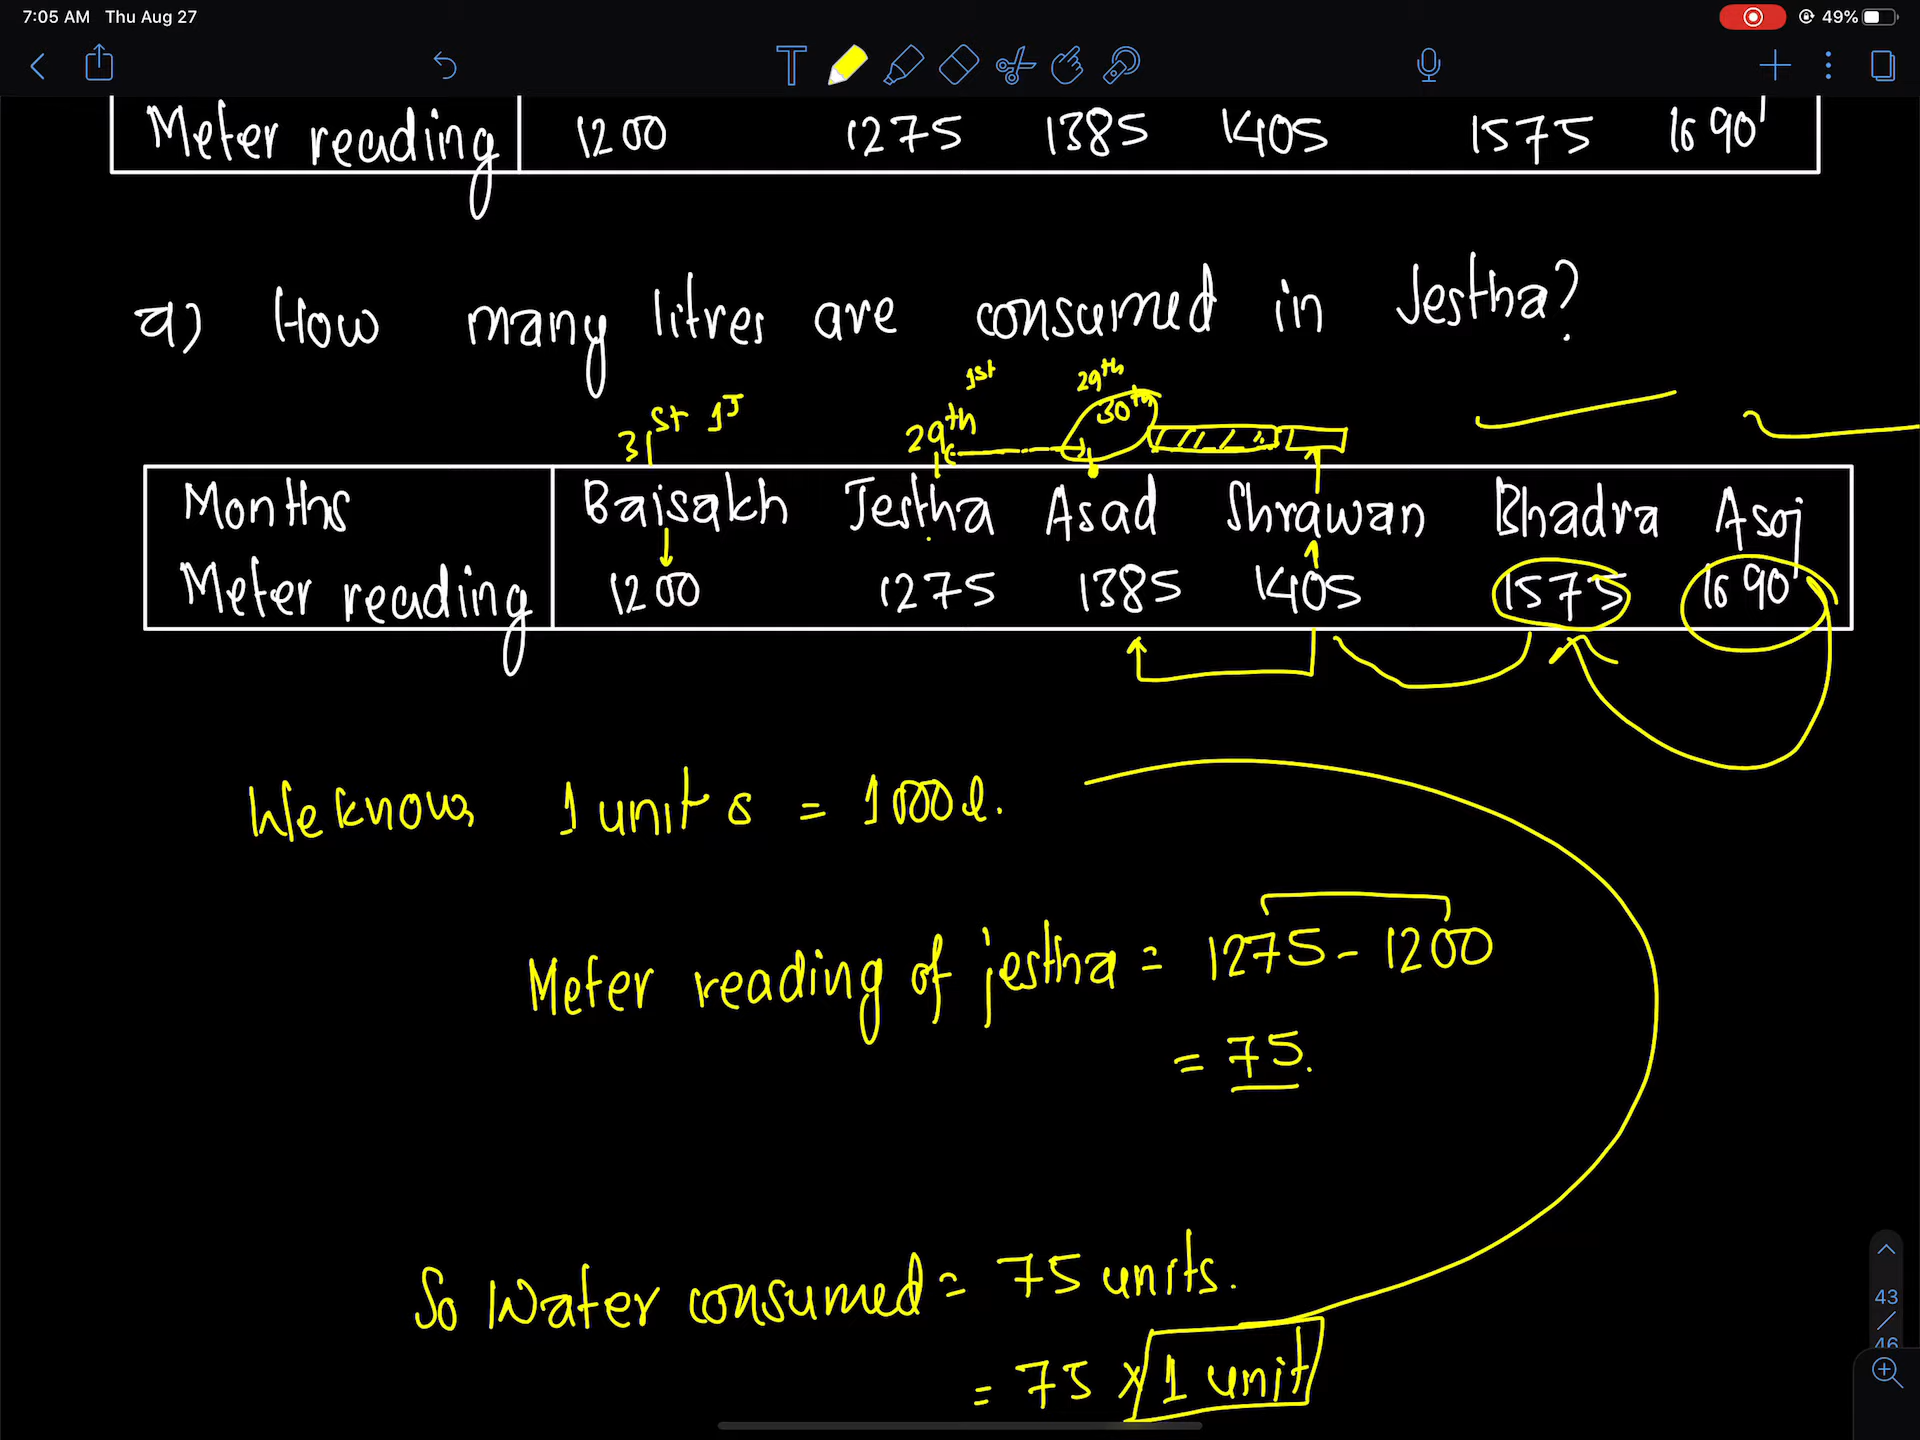 7:05 AM Thu Aug 27
49%
Meter reading 1200 1275 1385 1405 1575 1690
a) How many litres are consumed in Jestha?
1st 29th
31st 29th 30th
Months Baisakh Jestha Asad Shrawan Bhadra Asoj
Meter reading 1200 1275 1385 1405 1575 1690
We know, 1 units = 1000l.
Meter reading of jestha = 1275 - 1200
= 75.
So Water consumed = 75 units.
= 75 × 1 unit
43
/
46